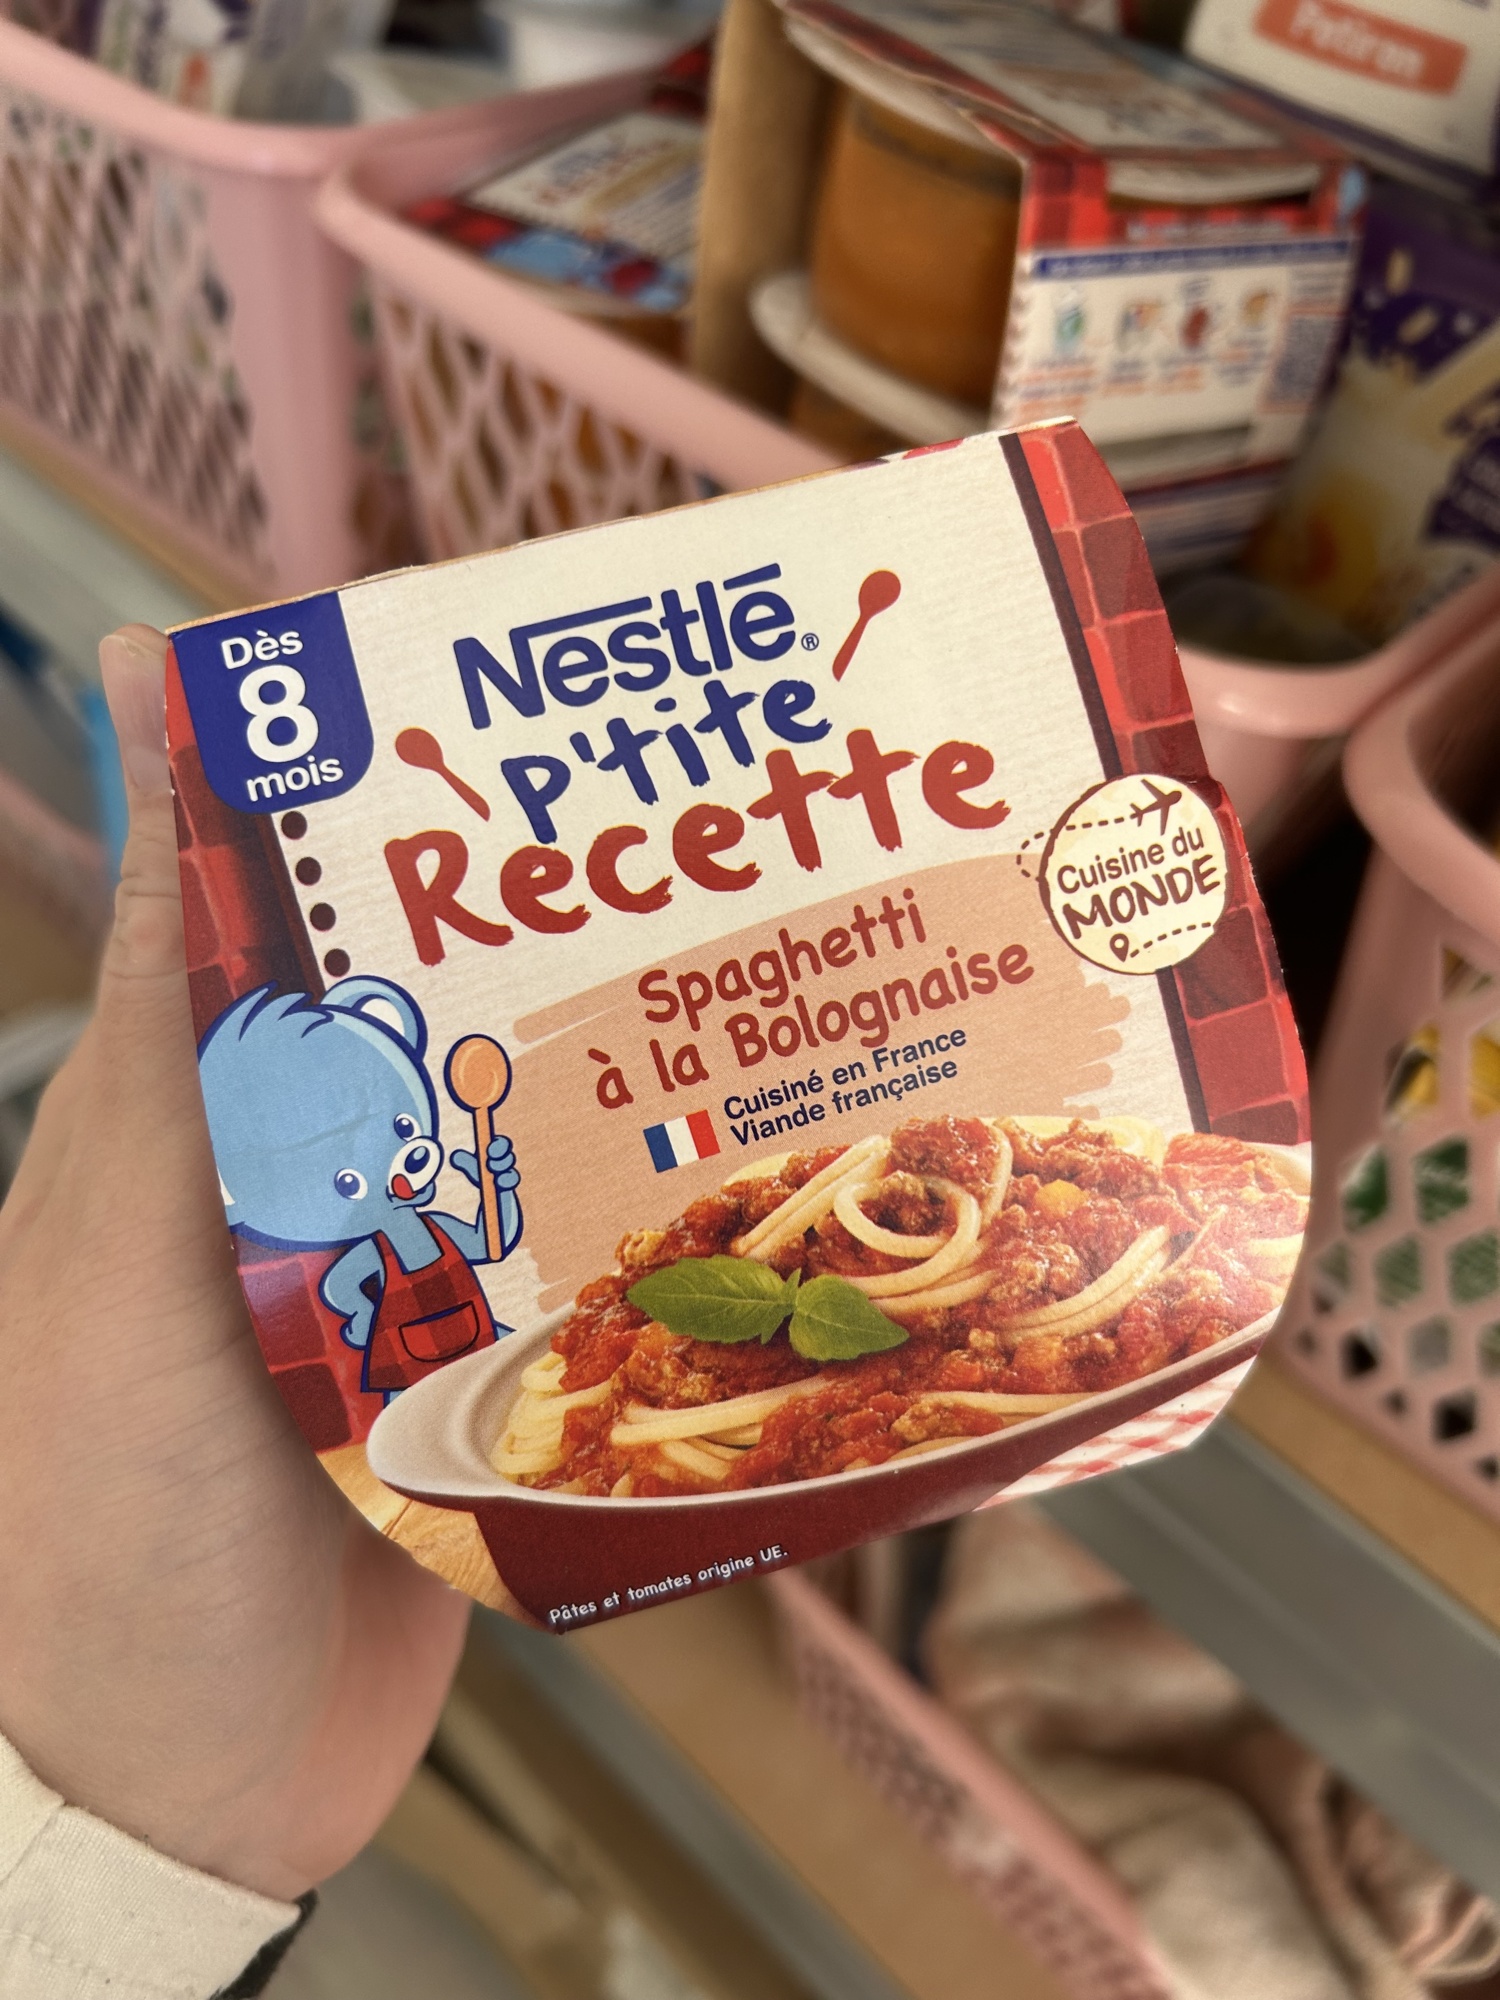 Patiron
Dès
8
mois
Nestlé®
p'tite
Recette
Cuisine du
MONDE
Spaghetti
à la Bolognaise
Cuisiné en France
Viande française
Pâtes et tomates origine UE.